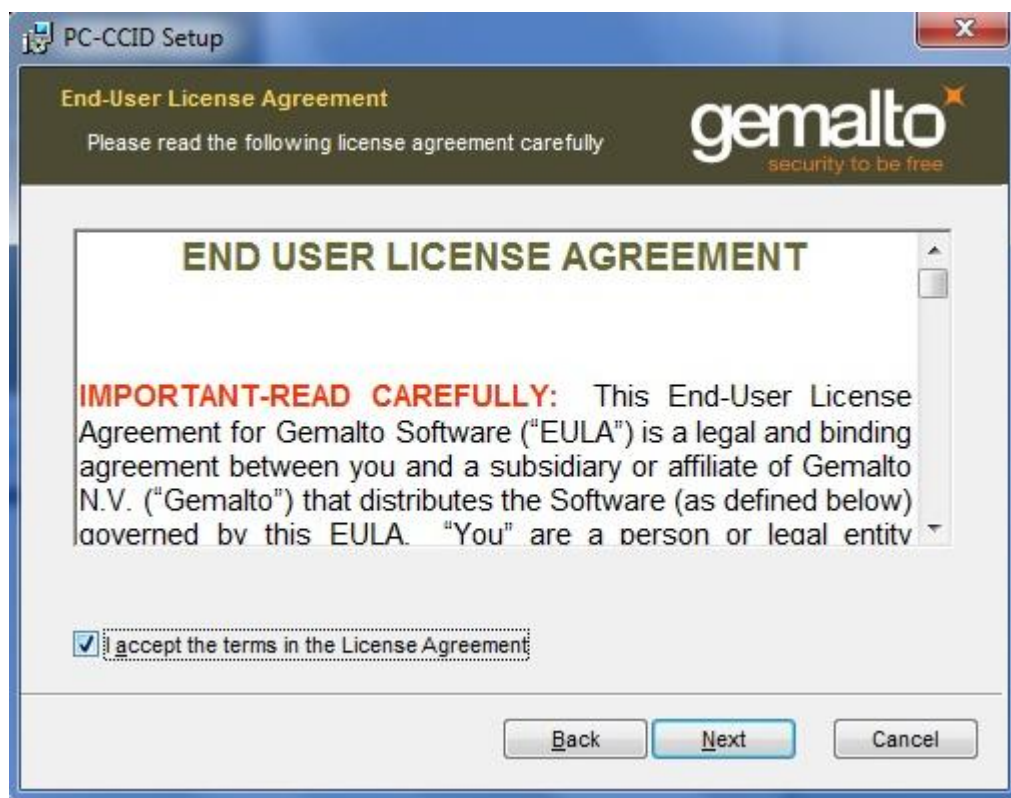 PC-CCID Setup
End-User License Agreement
Please read the following license agreement carefully
gemalto
security to be free
END USER LICENSE AGREEMENT
IMPORTANT-READ CAREFULLY: This End-User License
Agreement for Gemalto Software (“EULA”) is a legal and binding
agreement between you and a subsidiary or affiliate of Gemalto
N.V. (“Gemalto”) that distributes the Software (as defined below)
governed by this EULA. “You” are a person or legal entity
I accept the terms in the License Agreement
Back
Next
Cancel